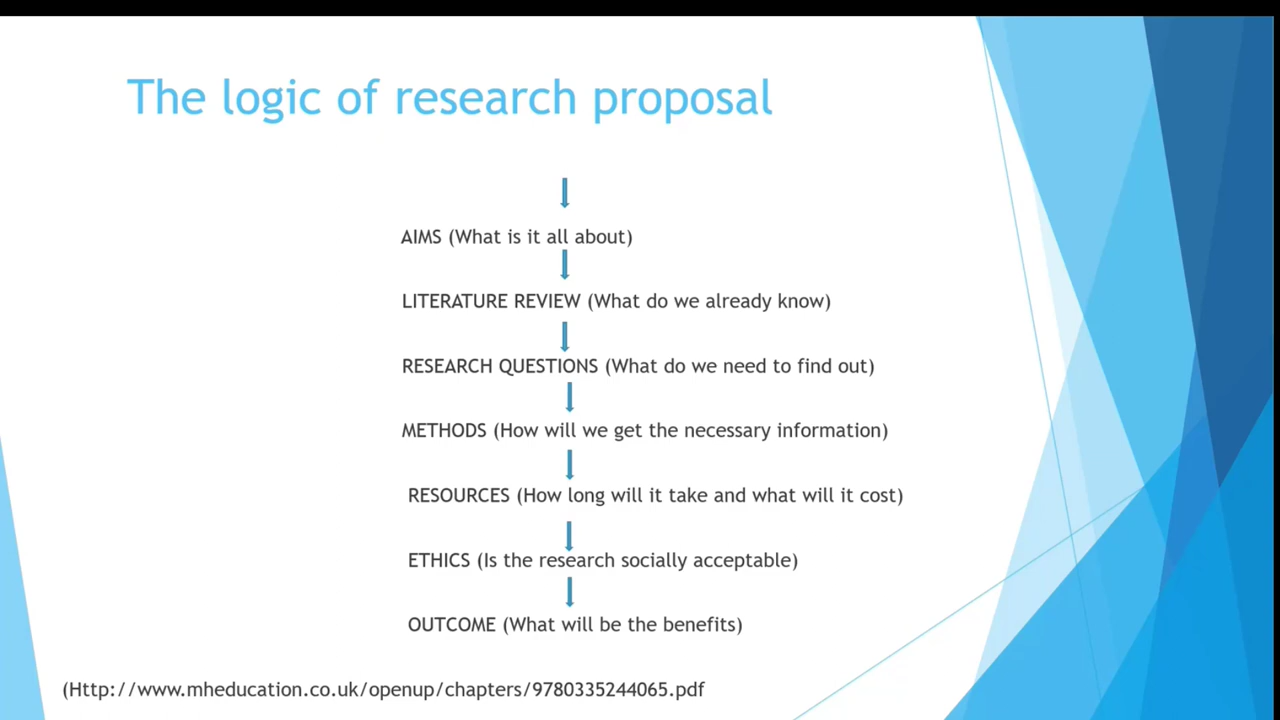 The logic of research proposal
AIMS (What is it all about)
LITERATURE REVIEW (What do we already know)
RESEARCH QUESTIONS (What do we need to find out)
METHODS (How will we get the necessary information)
RESOURCES (How long will it take and what will it cost)
ETHICS (Is the research socially acceptable)
OUTCOME (What will be the benefits)
(Http://www.mheducation.co.uk/openup/chapters/9780335244065.pdf